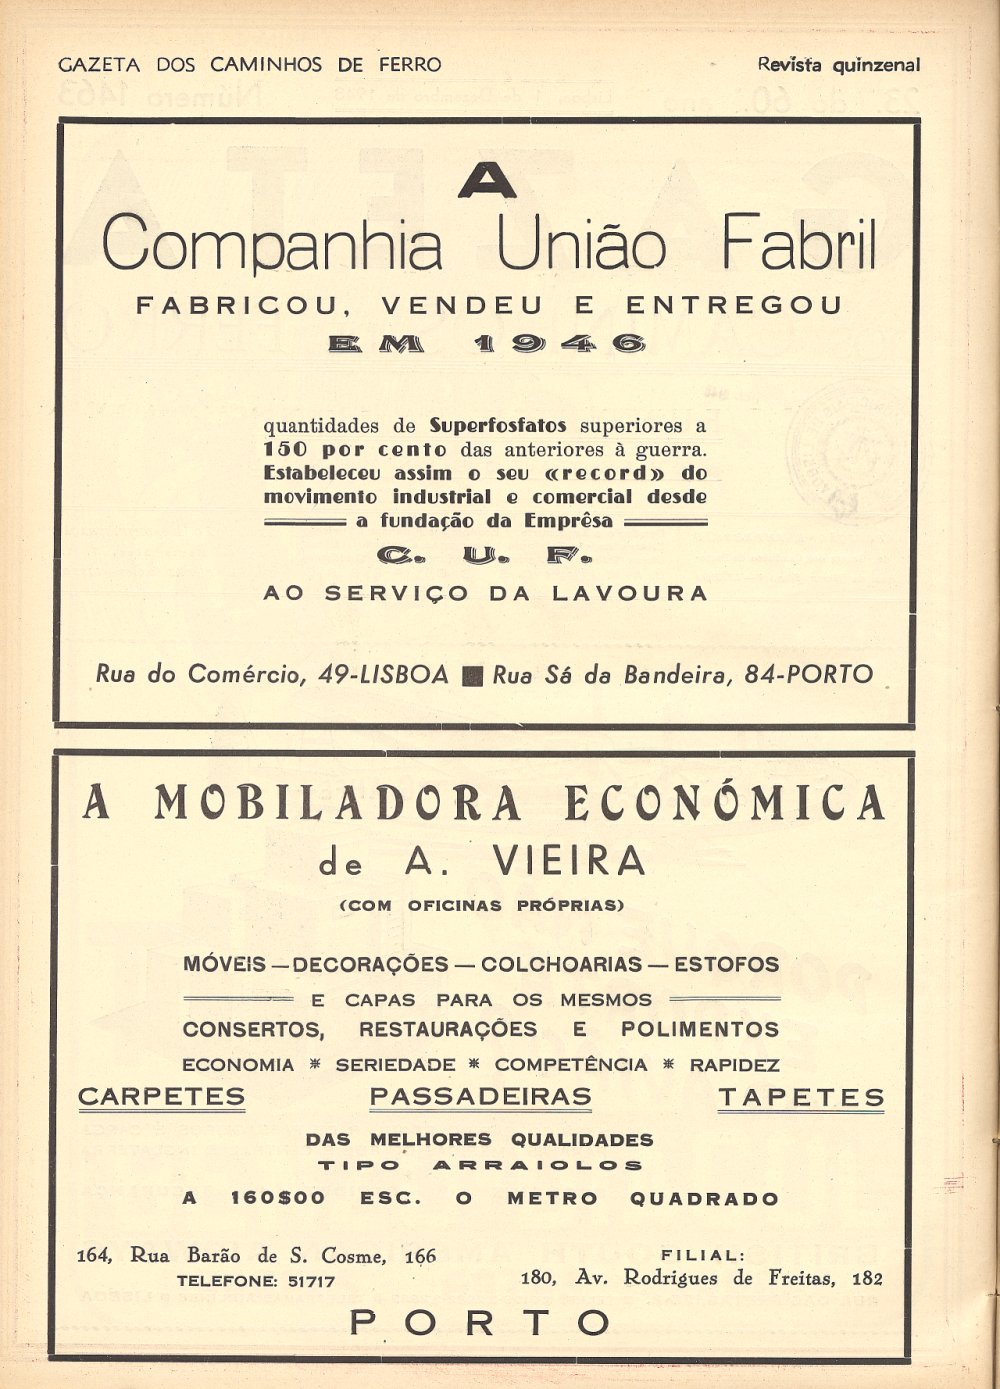 GAZETA DOS CAMINHOS DE FERRO
Revista quinzenal
A
Companhia União Fabril
FABRICOU, VENDEU E ENTREGOU
EM 1946
quantidades de Superfosfatos superiores a
150 por cento das anteriores à guerra.
Estabeleceu assim o seu «record» do
movimento industrial e comercial desde
a fundação da Emprêsa
C. U. F.
AO SERVIÇO DA LAVOURA
Rua do Comércio, 49-LISBOA ■ Rua Sá da Bandeira, 84-PORTO
A MOBILADORA ECONÓMICA
de A. VIEIRA
(COM OFICINAS PRÓPRIAS)
MÓVEIS — DECORAÇÕES — COLCHOARIAS — ESTOFOS
E CAPAS PARA OS MESMOS
CONSERTOS, RESTAURAÇÕES E POLIMENTOS
ECONOMIA * SERIEDADE * COMPETÊNCIA * RAPIDEZ
CARPETES PASSADEIRAS TAPETES
DAS MELHORES QUALIDADES
TIPO ARRAIOLOS
A 160$00 ESC. O METRO QUADRADO
164, Rua Barão de S. Cosme, 166
TELEFONE: 51717
FILIAL:
180, Av. Rodrigues de Freitas, 182
PORTO